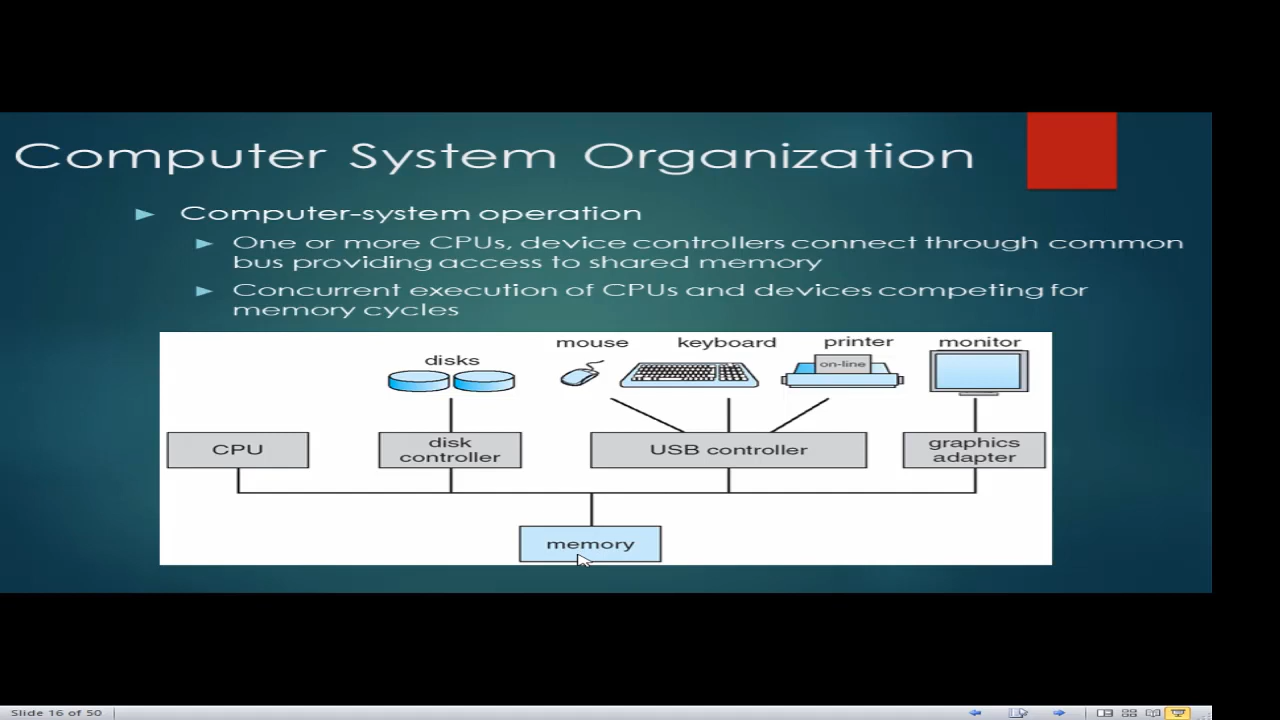 Computer System Organization
Computer-system operation
One or more CPUs, device controllers connect through common
bus providing access to shared memory
Concurrent execution of CPUs and devices competing for
memory cycles
mouse keyboard printer monitor
disks
on-line
CPU
disk
controller
USB controller
graphics
adapter
memory
Slide 16 of 50